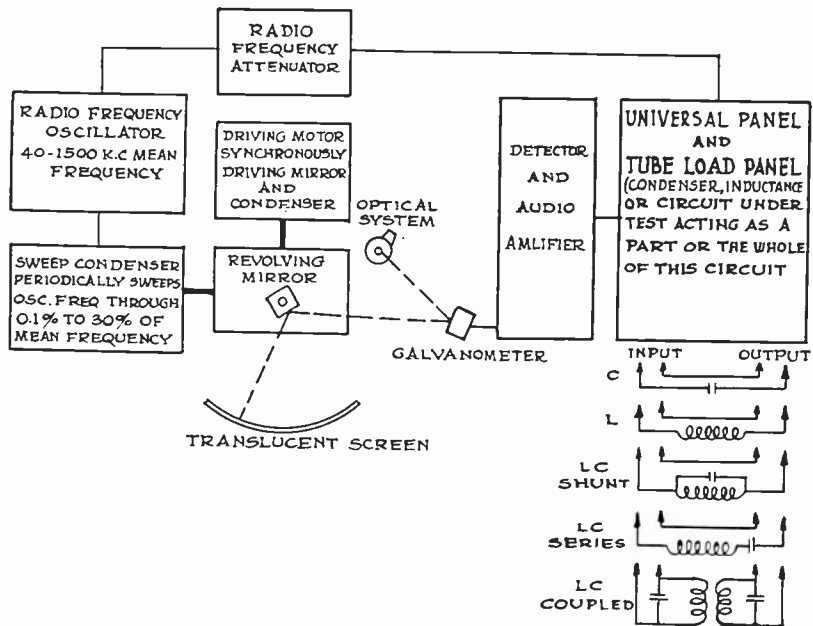 RADIO
FREQUENCY
ATTENUATOR
RADIO FREQUENCY
OSCILLATOR
40-1500 K.C MEAN
FREQUENCY
DRIVING MOTOR
SYNCHRONOUSLY
DRIVING MIRROR
AND
CONDENSER
OPTICAL
SYSTEM
DETECTOR
AND
AUDIO
AMLIFIER
UNIVERSAL PANEL
AND
TUBE LOAD PANEL
(CONDENSER, INDUCTANCE
OR CIRCUIT UNDER
TEST ACTING AS A
PART OR THE WHOLE
OF THIS CIRCUIT
SWEEP CONDENSER
PERIODICALLY SWEEPS
OSC. FREQ THROUGH
0.1% TO 30% OF
MEAN FREQUENCY
REVOLVING
MIRROR
GALVANOMETER
TRANSLUCENT SCREEN
INPUT OUTPUT
C
L
LC
SHUNT
LC
SERIES
LC
COUPLED